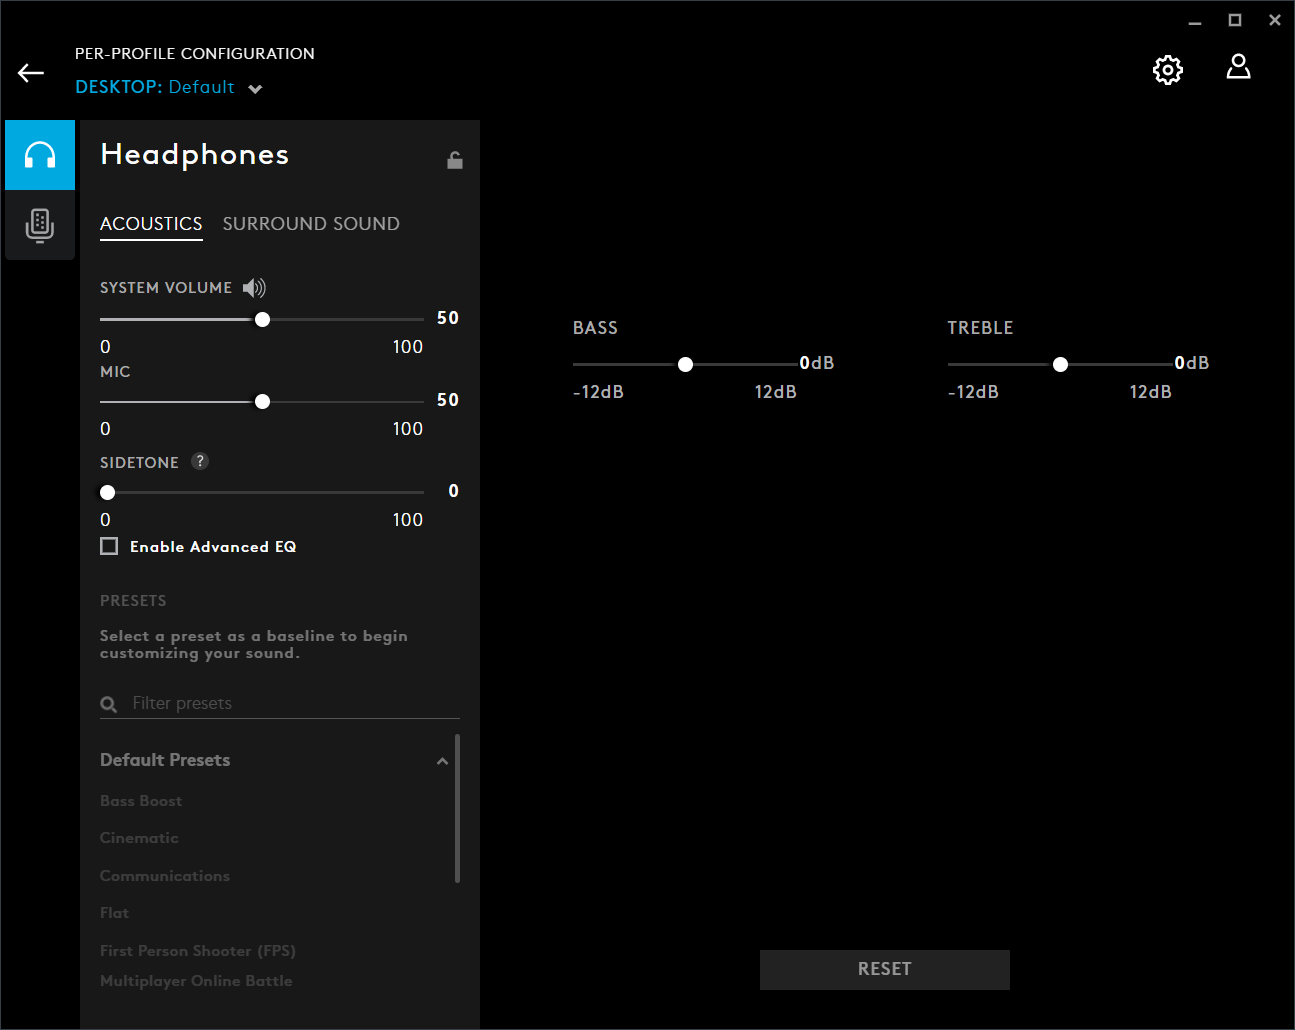 PER-PROFILE CONFIGURATION
DESKTOP: Default
Headphones
ACOUSTICS SURROUND SOUND
SYSTEM VOLUME
50
0 100
MIC
50
0 100
SIDETONE ?
0
0 100
Enable Advanced EQ
PRESETS
Select a preset as a baseline to begin
customizing your sound.
Filter presets
Default Presets
Bass Boost
Cinematic
Communications
Flat
First Person Shooter (FPS)
Multiplayer Online Battle
BASS
0dB
-12dB 12dB
TREBLE
0dB
-12dB 12dB
RESET